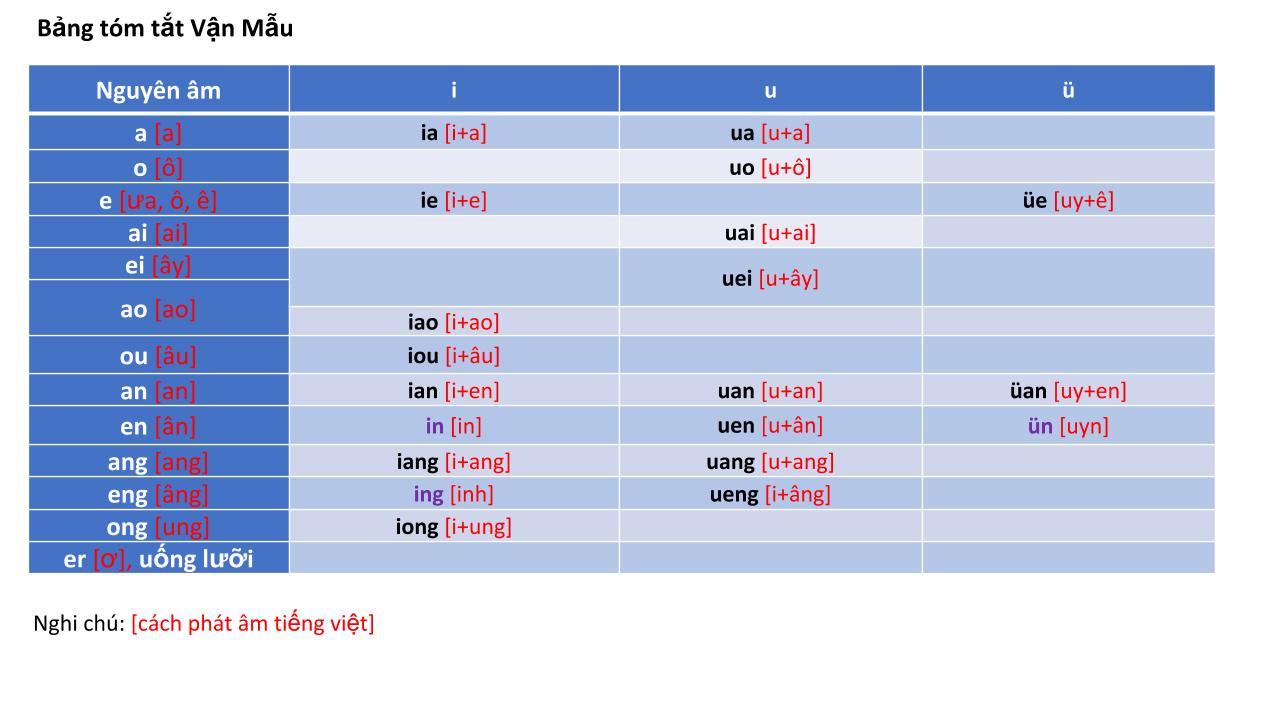 Bảng tóm tắt Vận Mẫu
Nguyên âm i u ü
a [a] ia [i+a] ua [u+a]
o [ô] uo [u+ô]
e [ưa, ô, ê] ie [i+e] üe [uy+ê]
ai [ai] uai [u+ai]
ei [ây] uei [u+ây]
ao [ao] iao [i+ao]
ou [âu] iou [i+âu]
an [an] ian [i+en] uan [u+an] üan [uy+en]
en [ân] in [in] uen [u+ân] ün [uyn]
ang [ang] iang [i+ang] uang [u+ang]
eng [âng] ing [inh] ueng [i+âng]
ong [ung] iong [i+ung]
er [ơ], uống lưỡi
Nghi chú: [cách phát âm tiếng việt]